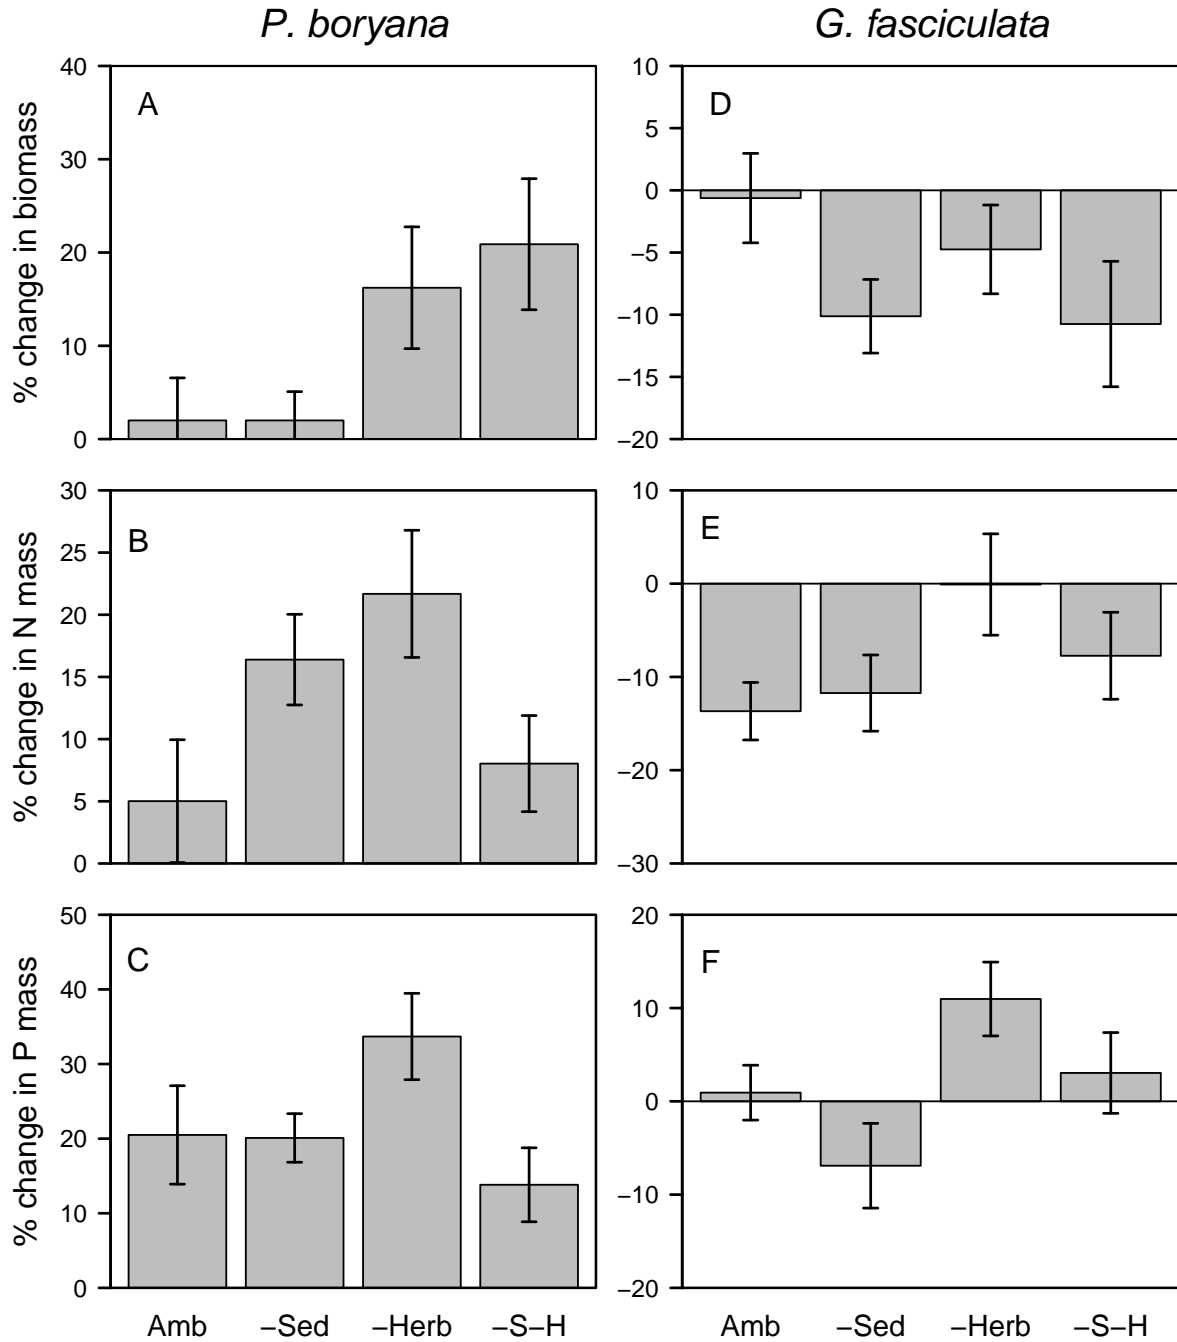 P. boryana
G. fasciculata
% change in biomass
A
40
30
20
10
0
D
10
5
0
−5
−10
−15
−20
% change in N mass
B
30
25
20
15
10
5
0
E
10
0
−10
−20
−30
% change in P mass
C
50
40
30
20
10
0
F
20
10
0
−10
−20
Amb −Sed −Herb −S−H
Amb −Sed −Herb −S−H